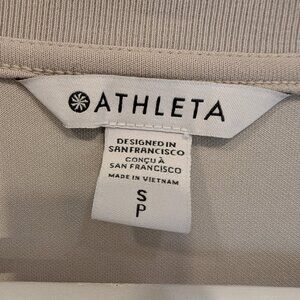 ATHLETA
DESIGNED IN
SAN FRANCISCO
CONÇU À
SAN FRANCISCO
MADE IN VIETNAM
S
P